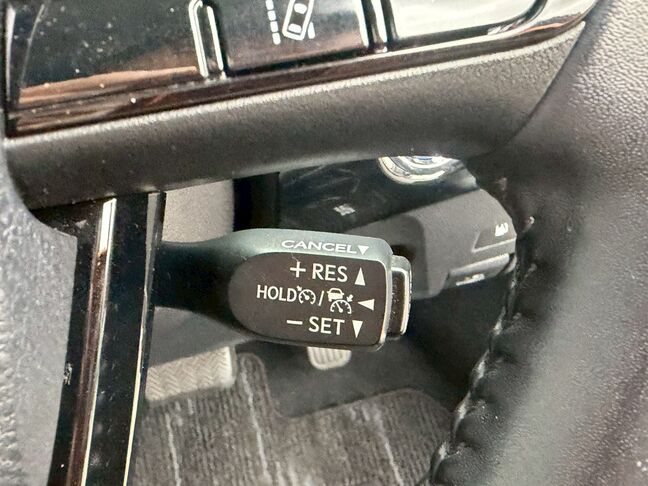 CANCEL▼
+ RES ▲
HOLD / ◀
− SET ▼